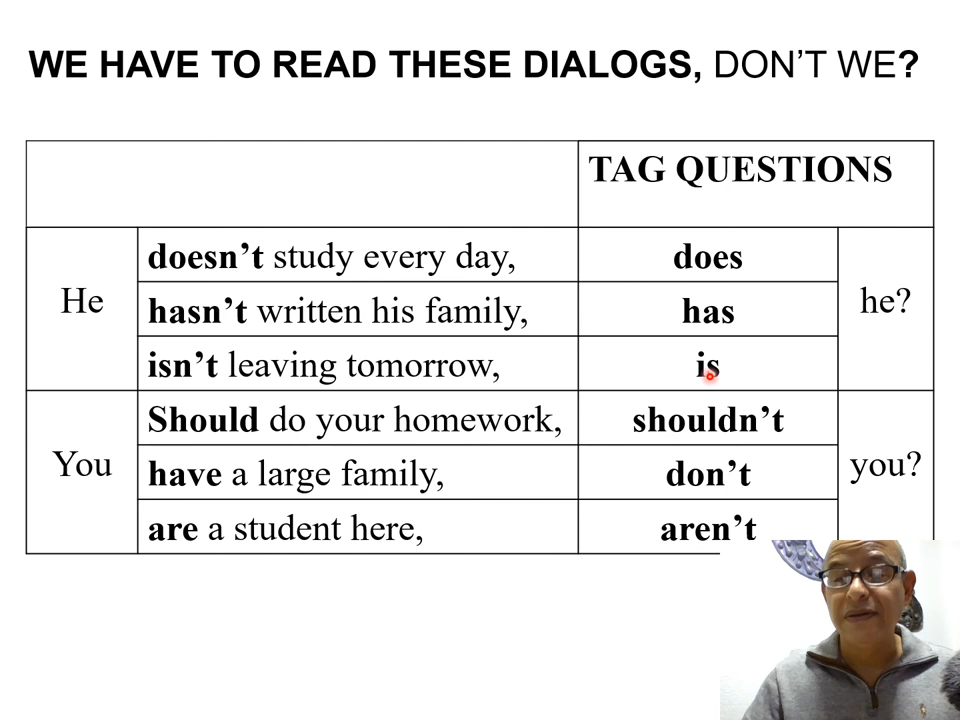 WE HAVE TO READ THESE DIALOGS, DON’T WE?
TAG QUESTIONS
He
doesn’t study every day,
does
he?
hasn’t written his family,
has
isn’t leaving tomorrow,
is
You
Should do your homework,
shouldn’t
you?
have a large family,
don’t
are a student here,
aren’t